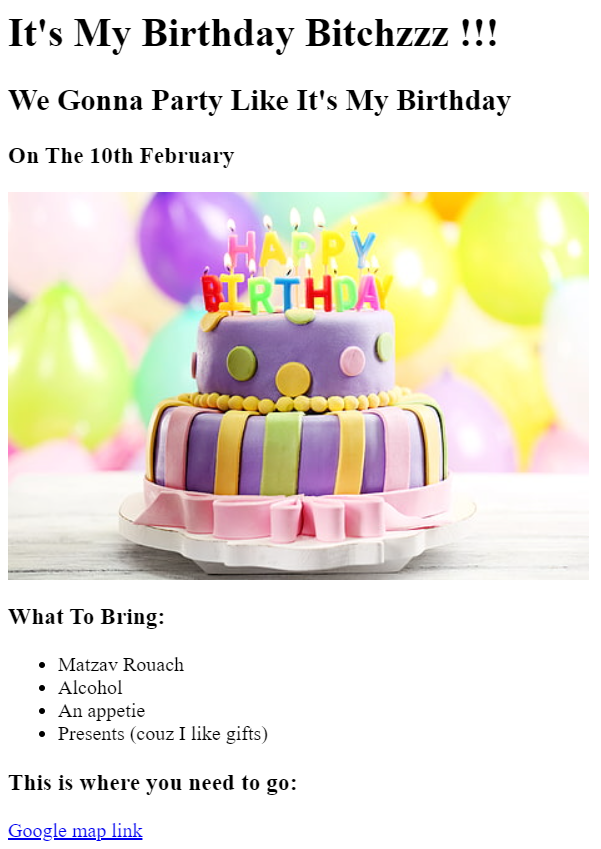 It's My Birthday Bitchzzz !!!
We Gonna Party Like It's My Birthday
On The 10th February
HAPPY
BIRTHDAY
What To Bring:
Matzav Rouach
Alcohol
An appetie
Presents (couz I like gifts)
This is where you need to go:
Google map link